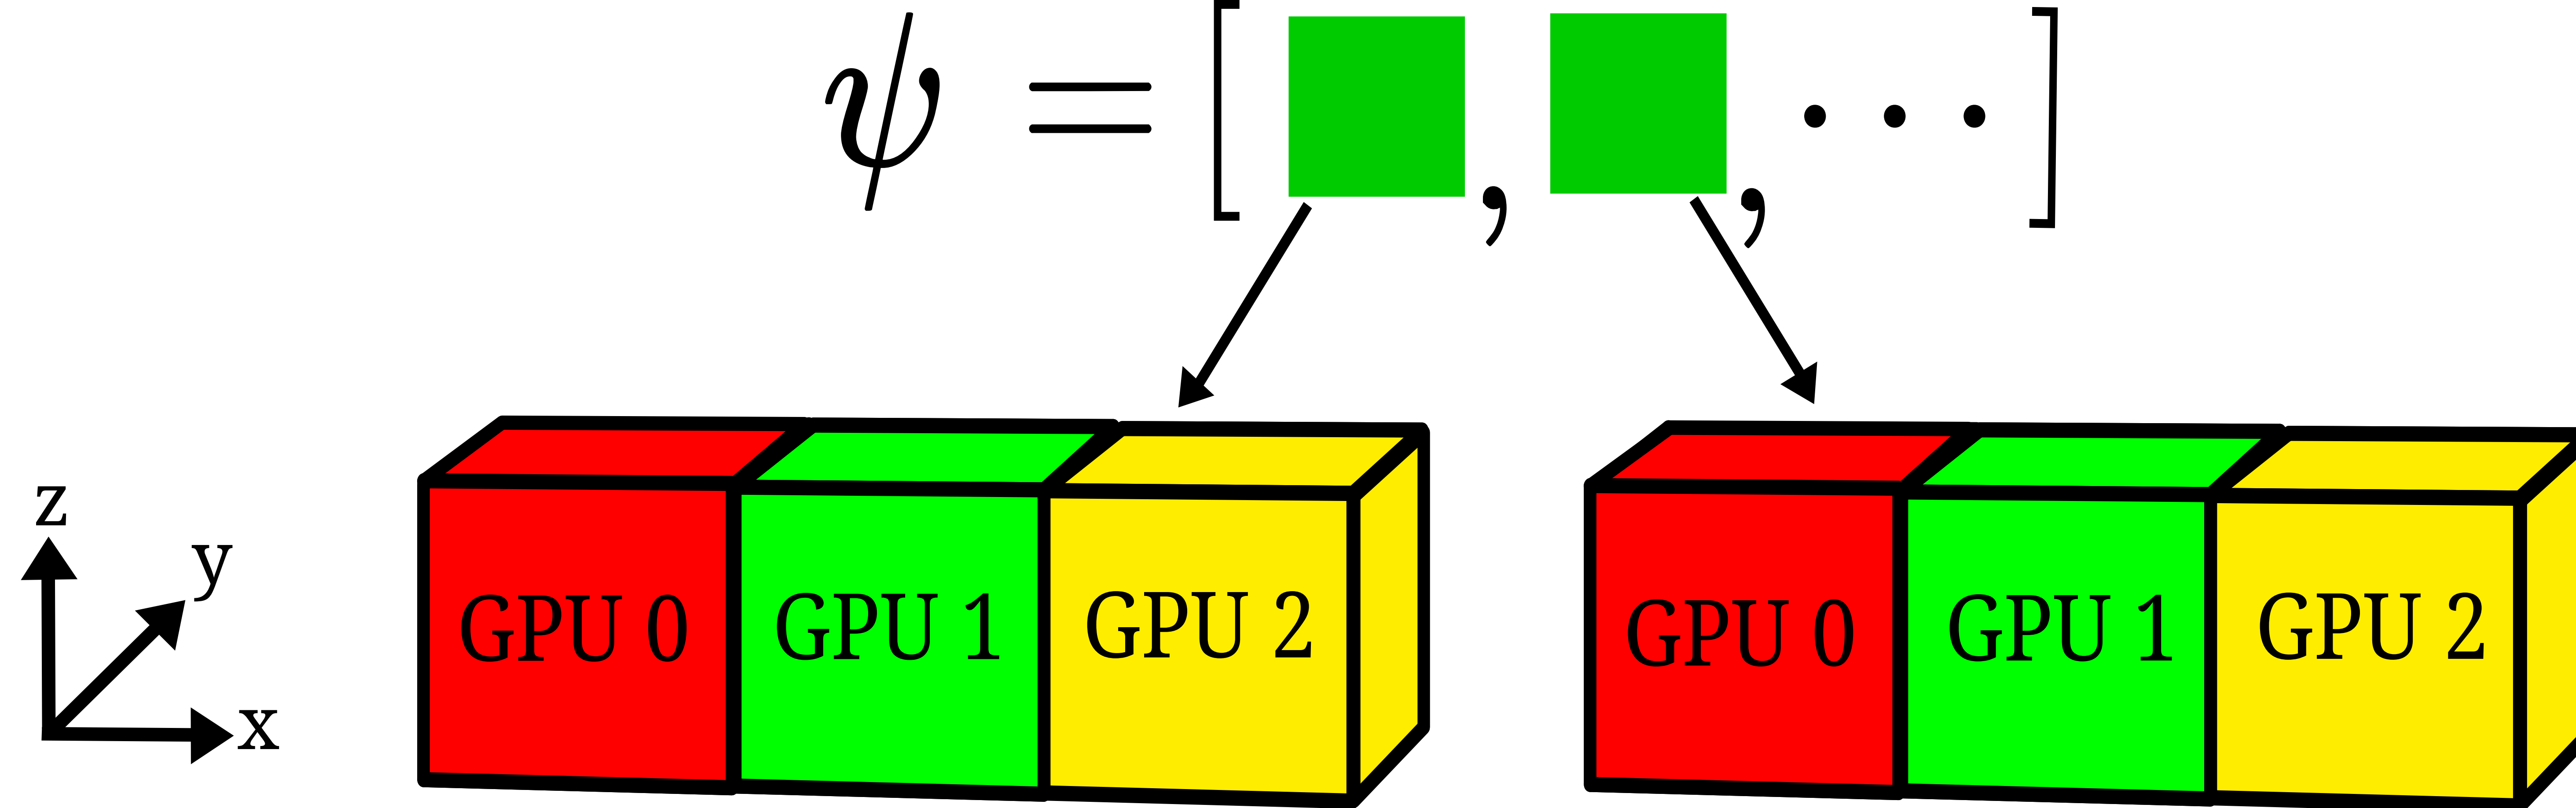 ψ = [ , , ··· ]
z
y
x
GPU 0 GPU 1 GPU 2 GPU 0 GPU 1 GPU 2